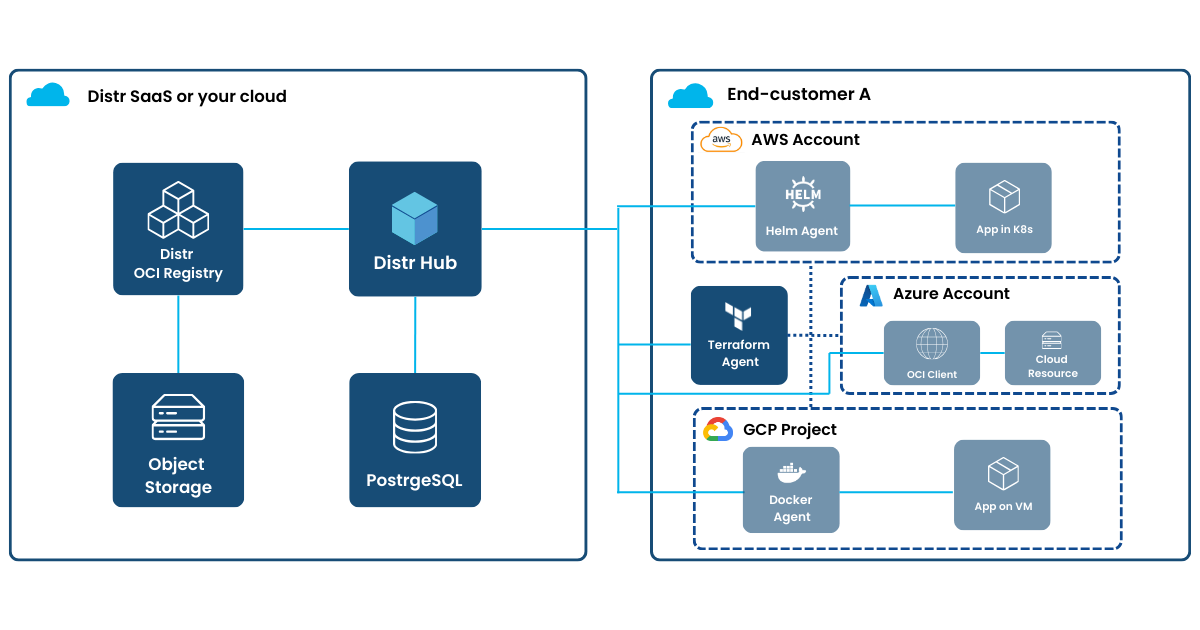 Distr SaaS or your cloud
Distr
OCI Registry
Distr Hub
Object
Storage
PostrgeSQL
End-customer A
aws
AWS Account
HELM
Helm Agent
App in K8s
Terraform
Agent
Azure Account
OCI Client
Cloud
Resource
GCP Project
Docker
Agent
App on VM